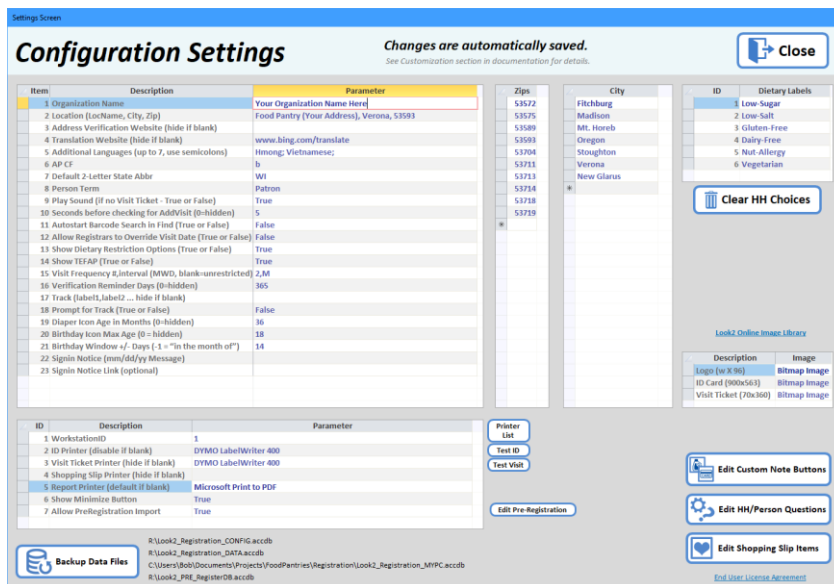 Settings Screen
Configuration Settings
Changes are automatically saved.
See Customization section in documentation for details.
Close
Item Description Parameter
1 Organization Name Your Organization Name Here
2 Location (LocName, City, Zip) Food Pantry (Your Address), Verona, 53593
3 Address Verification Website (hide if blank)
4 Translation Website (hide if blank) www.bing.com/translate
5 Additional Languages (up to 7, use semicolons) Hmong; Vietnamese;
6 AP CF b
7 Default 2-Letter State Abbr WI
8 Person Term Patron
9 Play Sound (if no Visit Ticket - True or False) True
10 Seconds before checking for AddVisit (0=hidden) 5
11 Autostart Barcode Search in Find (True or False) False
12 Allow Registrars to Override Visit Date (True or False) False
13 Show Dietary Restriction Options (True or False) True
14 Show TEFAP (True or False) True
15 Visit Frequency #,interval (MWD, blank=unrestricted) 2,M
16 Verification Reminder Days (0=hidden) 365
17 Track (label1,label2 ... hide if blank)
18 Prompt for Track (True or False) False
19 Diaper Icon Age in Months (0=hidden) 36
20 Birthday Icon Max Age (0 = hidden) 18
21 Birthday Window +/- Days (-1 = "in the month of") 14
22 Signin Notice (mm/dd/yy Message)
23 Signin Notice Link (optional)
Zips
53572
53575
53589
53593
53704
53711
53713
53714
53718
53719
City
Fitchburg
Madison
Mt. Horeb
Oregon
Stoughton
Verona
New Glarus
ID Dietary Labels
1 Low-Sugar
2 Low-Salt
3 Gluten-Free
4 Dairy-Free
5 Nut-Allergy
6 Vegetarian
Clear HH Choices
Look2 Online Image Library
Description Image
Logo (w X 96) Bitmap Image
ID Card (900x563) Bitmap Image
Visit Ticket (70x360) Bitmap Image
ID Description Parameter
1 WorkstationID 1
2 ID Printer (disable if blank) DYMO LabelWriter 400
3 Visit Ticket Printer (hide if blank) DYMO LabelWriter 400
4 Shopping Slip Printer (hide if blank)
5 Report Printer (default if blank) Microsoft Print to PDF
6 Show Minimize Button True
7 Allow PreRegistration Import True
Printer
List
Test ID
Test Visit
Edit Pre-Registration
Edit Custom Note Buttons
Edit HH/Person Questions
Edit Shopping Slip Items
End User License Agreement
Backup Data Files
R:\Look2_Registration_CONFIG.accdb
R:\Look2_Registration_DATA.accdb
C:\Users\Bob\Documents\Projects\FoodPantries\Registration\Look2_Registration_MYPC.accdb
R:\Look2_PRE_RegisterDB.accdb